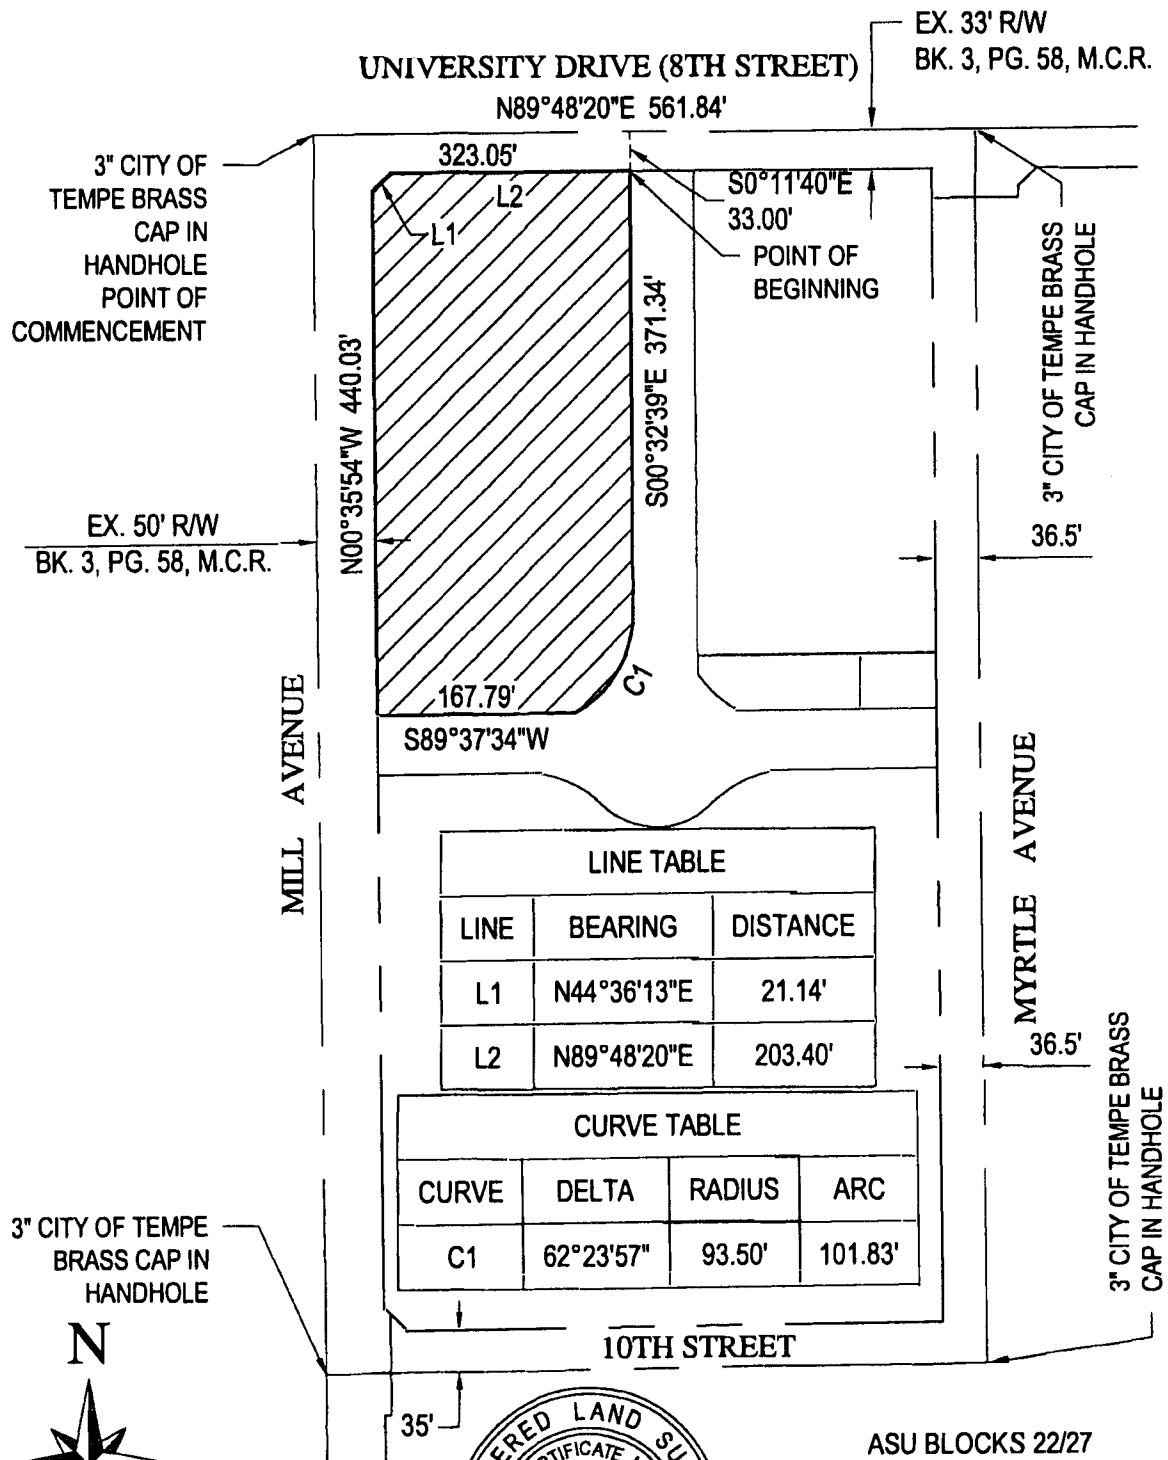 EX. 33' R/W
BK. 3, PG. 58, M.C.R.
UNIVERSITY DRIVE (8TH STREET)
N89°48'20"E 561.84'
3" CITY OF
TEMPE BRASS
CAP IN
HANDHOLE
POINT OF
COMMENCEMENT
323.05'
L2
L1
S0°11'40"E
33.00'
POINT OF
BEGINNING
3" CITY OF TEMPE BRASS
CAP IN HANDHOLE
N00°35'54"W 440.03'
S00°32'39"E 371.34'
EX. 50' R/W
BK. 3, PG. 58, M.C.R.
36.5'
C1
167.79'
S89°37'34"W
MILL AVENUE
MYRTLE AVENUE
LINE TABLE
LINE BEARING DISTANCE
L1 N44°36'13"E 21.14'
L2 N89°48'20"E 203.40'
36.5'
CURVE TABLE
CURVE DELTA RADIUS ARC
C1 62°23'57" 93.50' 101.83'
3" CITY OF TEMPE BRASS
CAP IN HANDHOLE
3" CITY OF TEMPE
BRASS CAP IN
HANDHOLE
N
10TH STREET
35'
LAND
ASU BLOCKS 22/27